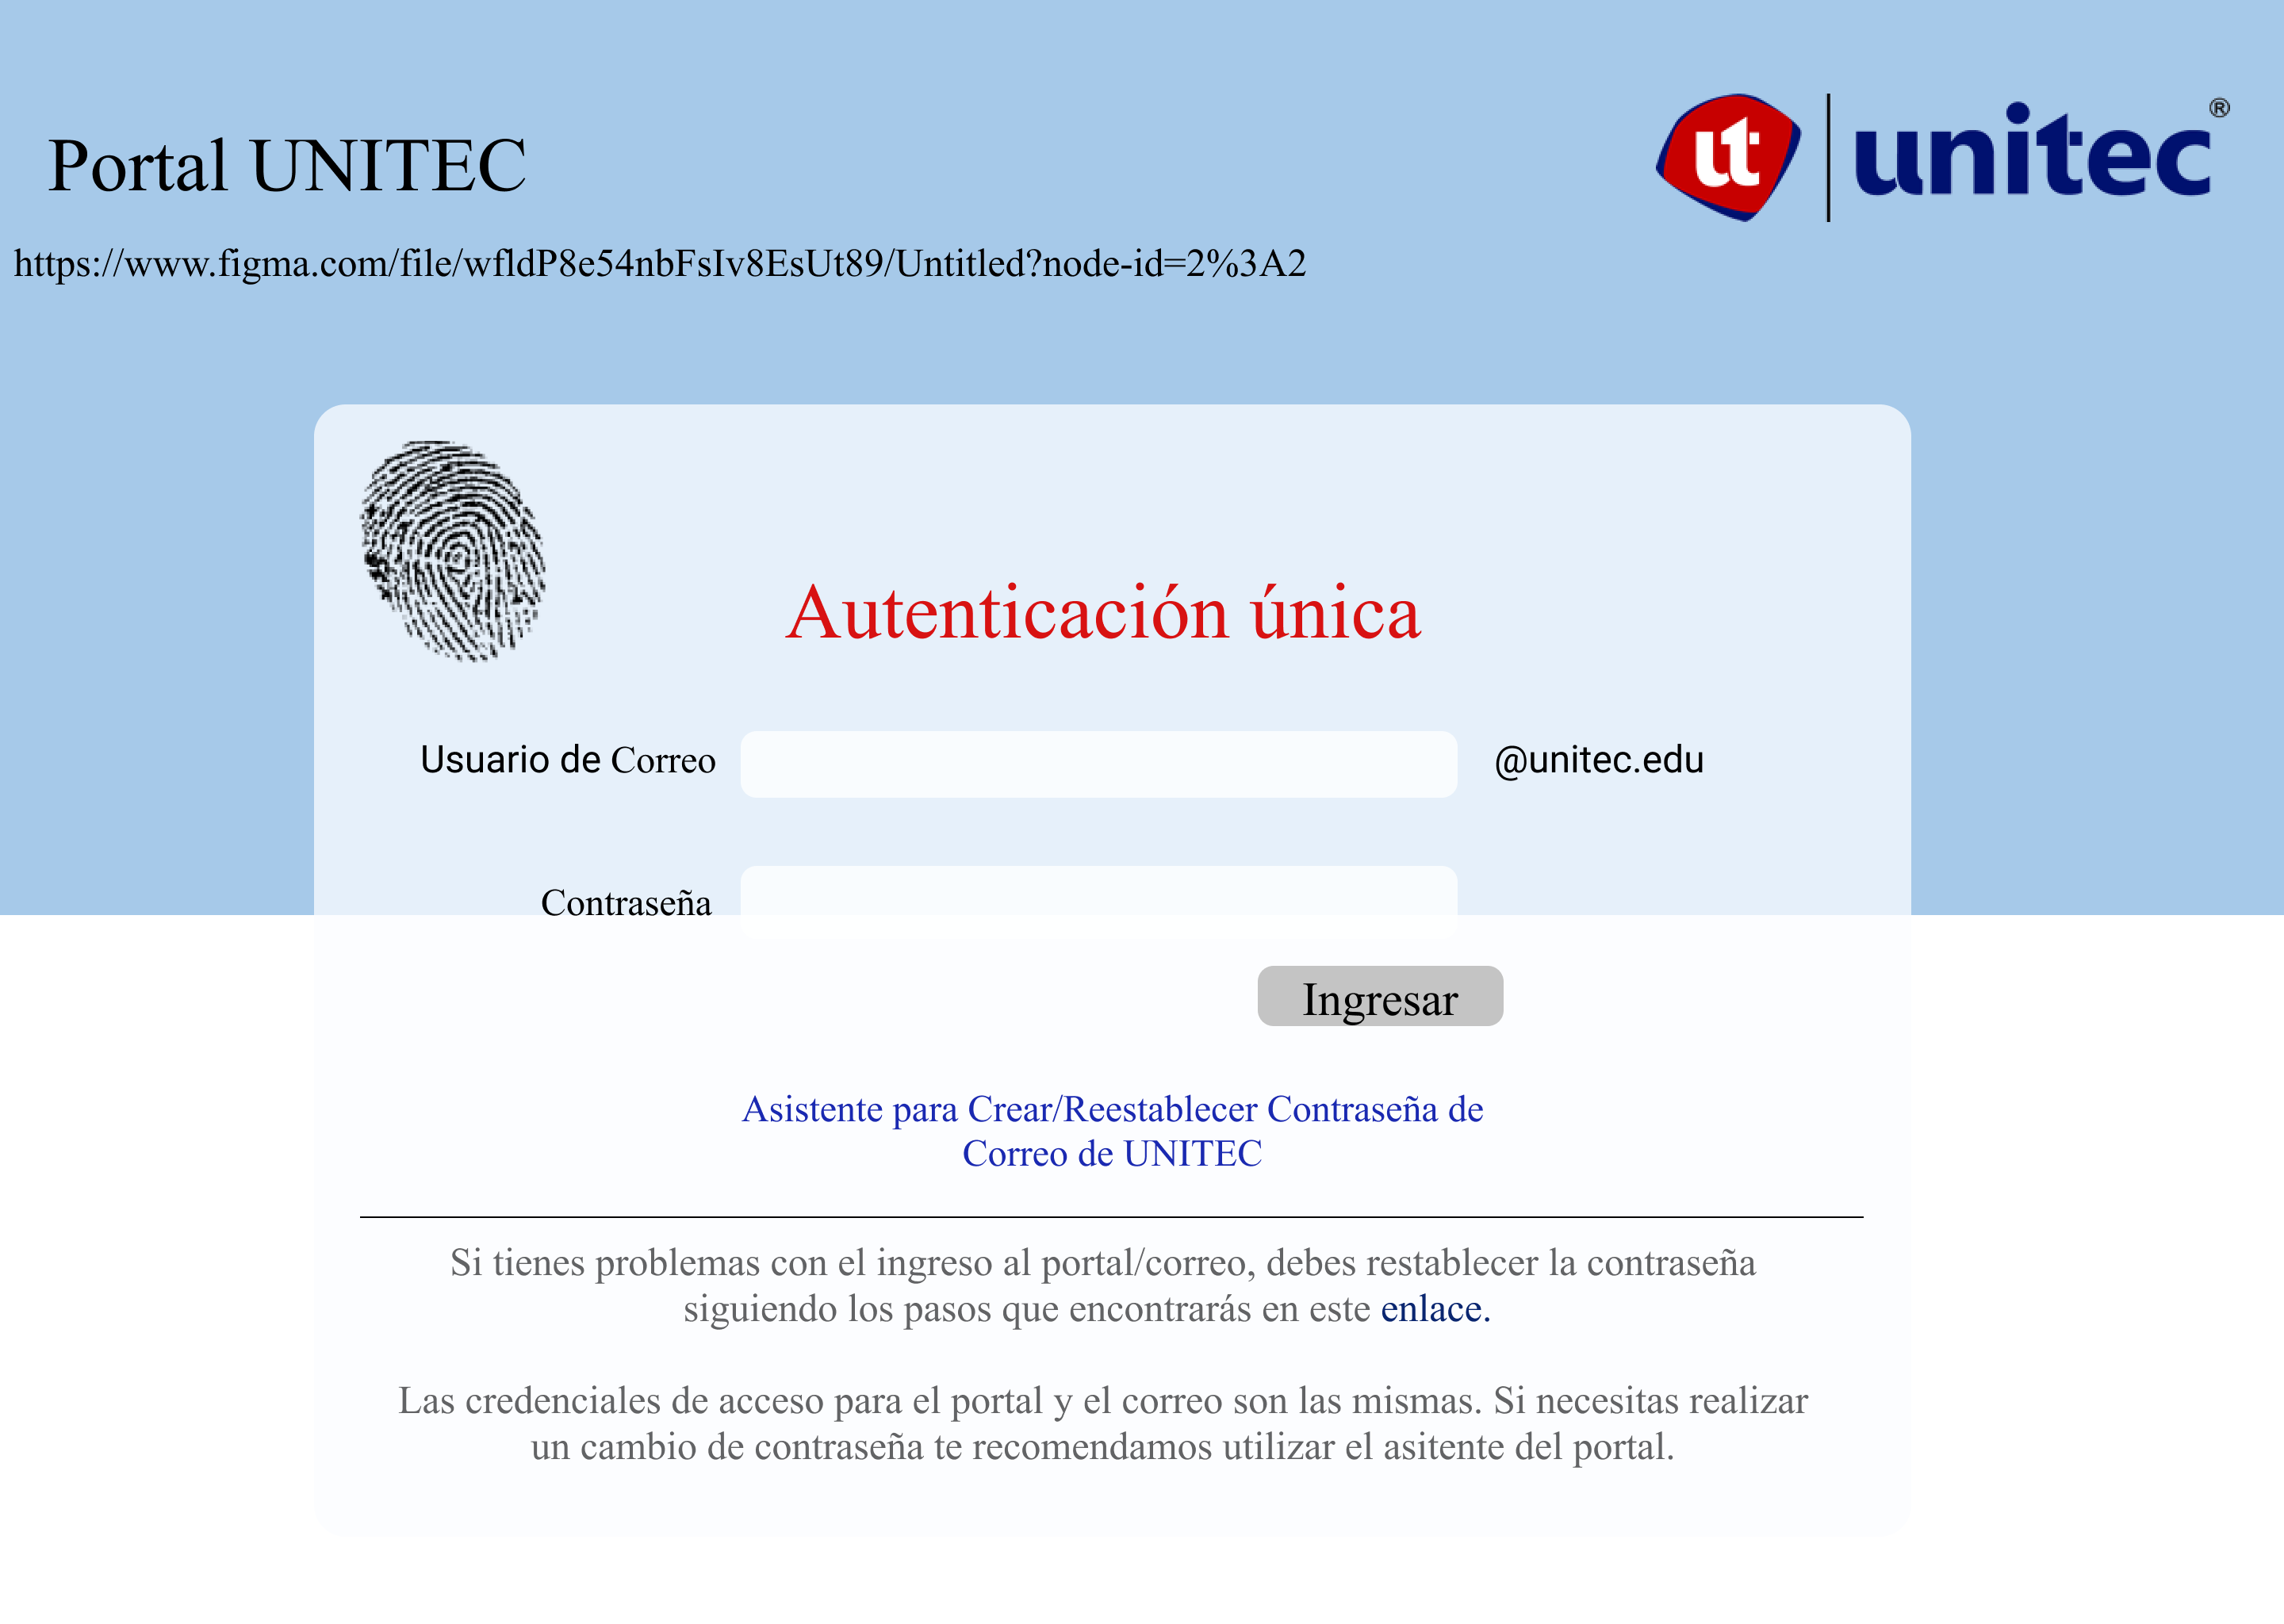 Portal UNITEC
ut unitec®
https://www.figma.com/file/wfldP8e54nbFsIv8EsUt89/Untitled?node-id=2%3A2
Autenticación única
Usuario de Correo @unitec.edu
Contraseña
Ingresar
Asistente para Crear/Reestablecer Contraseña de
Correo de UNITEC
Si tienes problemas con el ingreso al portal/correo, debes restablecer la contraseña
siguiendo los pasos que encontrarás en este enlace.
Las credenciales de acceso para el portal y el correo son las mismas. Si necesitas realizar
un cambio de contraseña te recomendamos utilizar el asitente del portal.